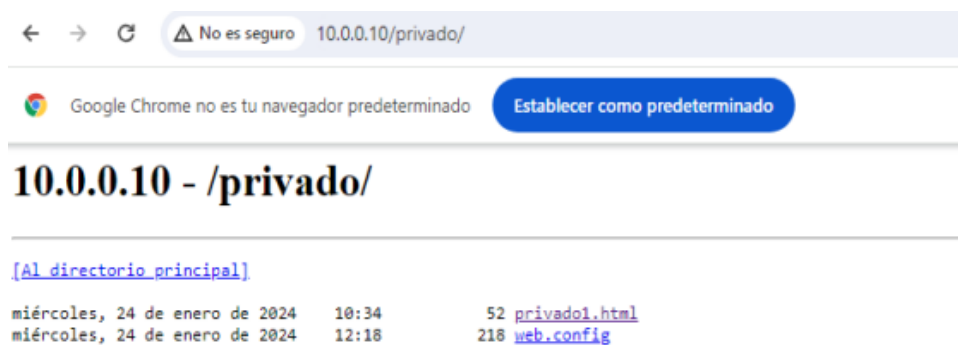 No es seguro 10.0.0.10/privado/
Google Chrome no es tu navegador predeterminado Establecer como predeterminado
10.0.0.10 - /privado/
[Al directorio principal]
miércoles, 24 de enero de 2024 10:34 52 privado1.html
miércoles, 24 de enero de 2024 12:18 218 web.config